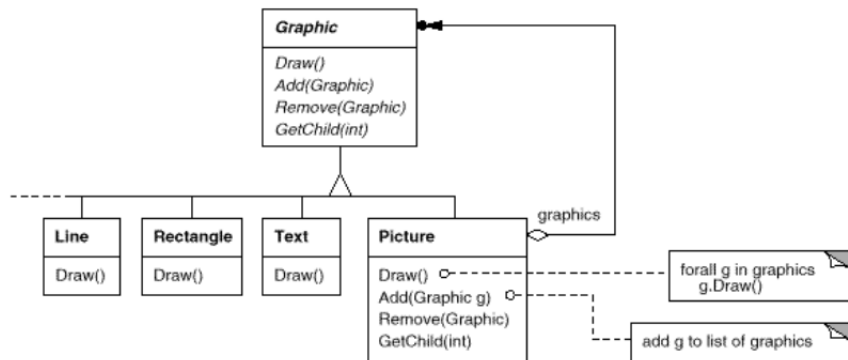 Graphic
Draw()
Add(Graphic)
Remove(Graphic)
GetChild(int)
graphics
Line
Draw()
Rectangle
Draw()
Text
Draw()
Picture
Draw()
Add(Graphic g)
Remove(Graphic)
GetChild(int)
forall g in graphics
g.Draw()
add g to list of graphics